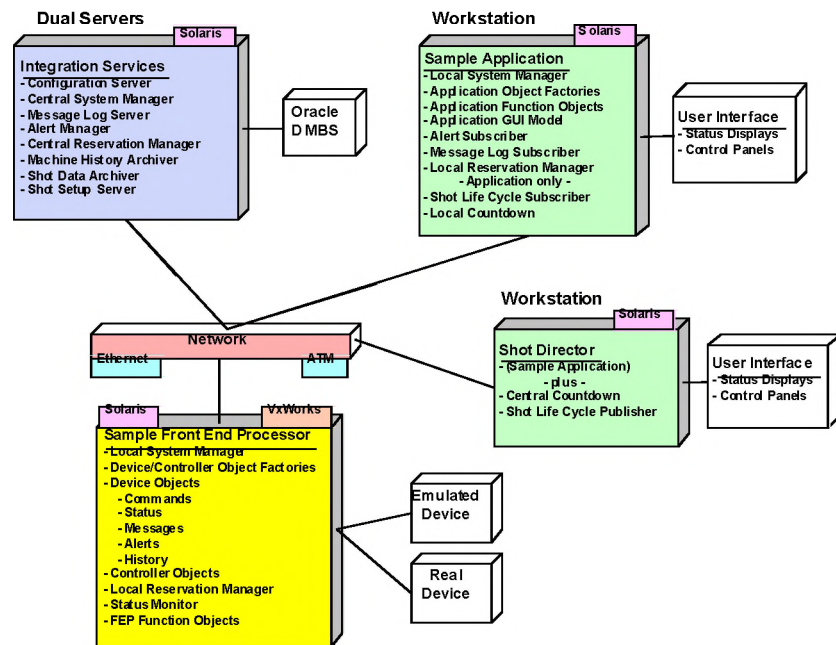 Dual Servers
Solaris
Integration Services
- Configuration Server
- Central System Manager
- Message Log Server
- Alert Manager
- Central Reservation Manager
- Machine History Archiver
- Shot Data Archiver
- Shot Setup Server
Oracle
DMBS
Workstation
Solaris
Sample Application
- Local System Manager
- Application Object Factories
- Application Function Objects
- Application GUI Model
- Alert Subscriber
- Message Log Subscriber
- Local Reservation Manager
- Application only -
- Shot Life Cycle Subscriber
- Local Countdown
User Interface
- Status Displays
- Control Panels
Network
Ethernet
ATM
Workstation
Solaris
Shot Director
- (Sample Application)
- plus -
- Central Countdown
- Shot Life Cycle Publisher
User Interface
- Status Displays
- Control Panels
Solaris
VxWorks
Sample Front End Processor
- Local System Manager
- Device/Controller Object Factories
- Device Objects
- Commands
- Status
- Messages
- Alerts
- History
- Controller Objects
- Local Reservation Manager
- Status Monitor
- FEP Function Objects
Emulated
Device
Real
Device